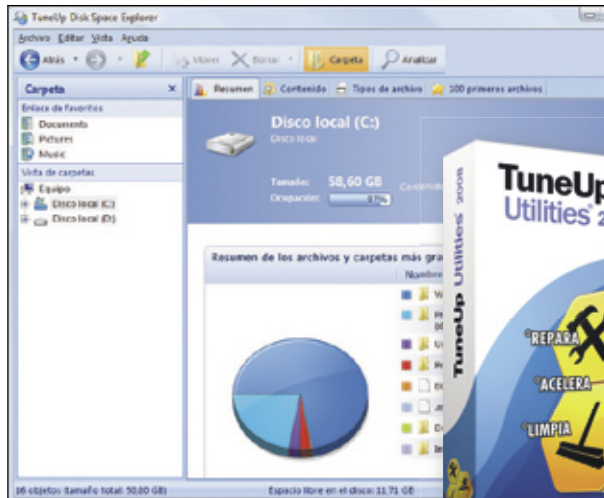 TuneUp Disk Space Explorer
Archivo Editar Vista Ayuda
Atrás Mover Borrar Carpeta Analizar
Carpeta
Resumen Contenido Tipos de archivo 100 primeros archivos
Enlace de favoritos
Documents
Pictures
Music
Vista de carpetas
Equipo
Disco local (C:)
Disco local (D:)
Disco local (C:)
Disco local
Tamaño: 58,60 GB
Ocupación:
Resumen de los archivos y carpetas más gra
Nombre
TuneUp
Utilities
TuneUp Utilities 2008
REPARA
ACELERA
LIMPIA
16 objetos (tamaño total: 50,80 GB)
Espacio libre en el disco: 11,71 GB